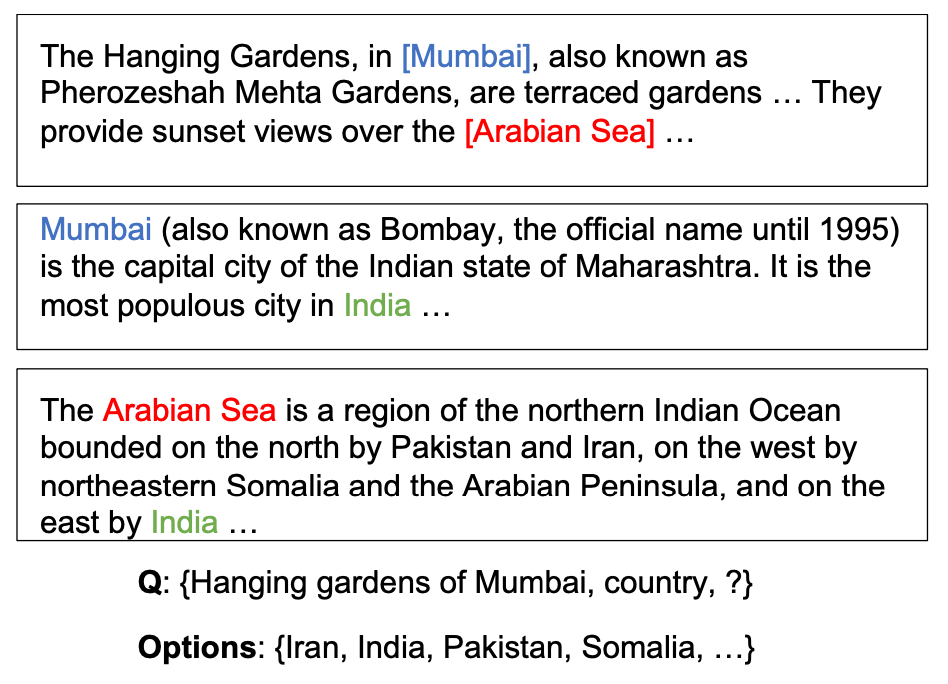 The Hanging Gardens, in [Mumbai], also known as
Pherozeshah Mehta Gardens, are terraced gardens … They
provide sunset views over the [Arabian Sea] …
Mumbai (also known as Bombay, the official name until 1995)
is the capital city of the Indian state of Maharashtra. It is the
most populous city in India …
The Arabian Sea is a region of the northern Indian Ocean
bounded on the north by Pakistan and Iran, on the west by
northeastern Somalia and the Arabian Peninsula, and on the
east by India …
Q: {Hanging gardens of Mumbai, country, ?}
Options: {Iran, India, Pakistan, Somalia, …}